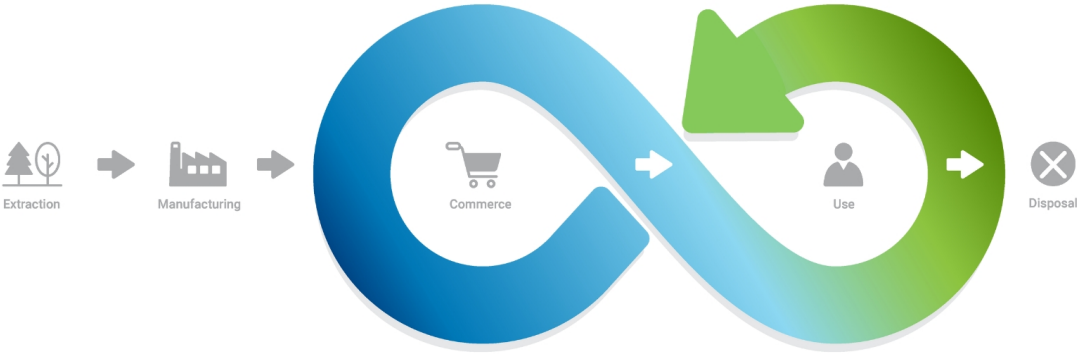 Extraction
Manufacturing
Commerce
Use
Disposal